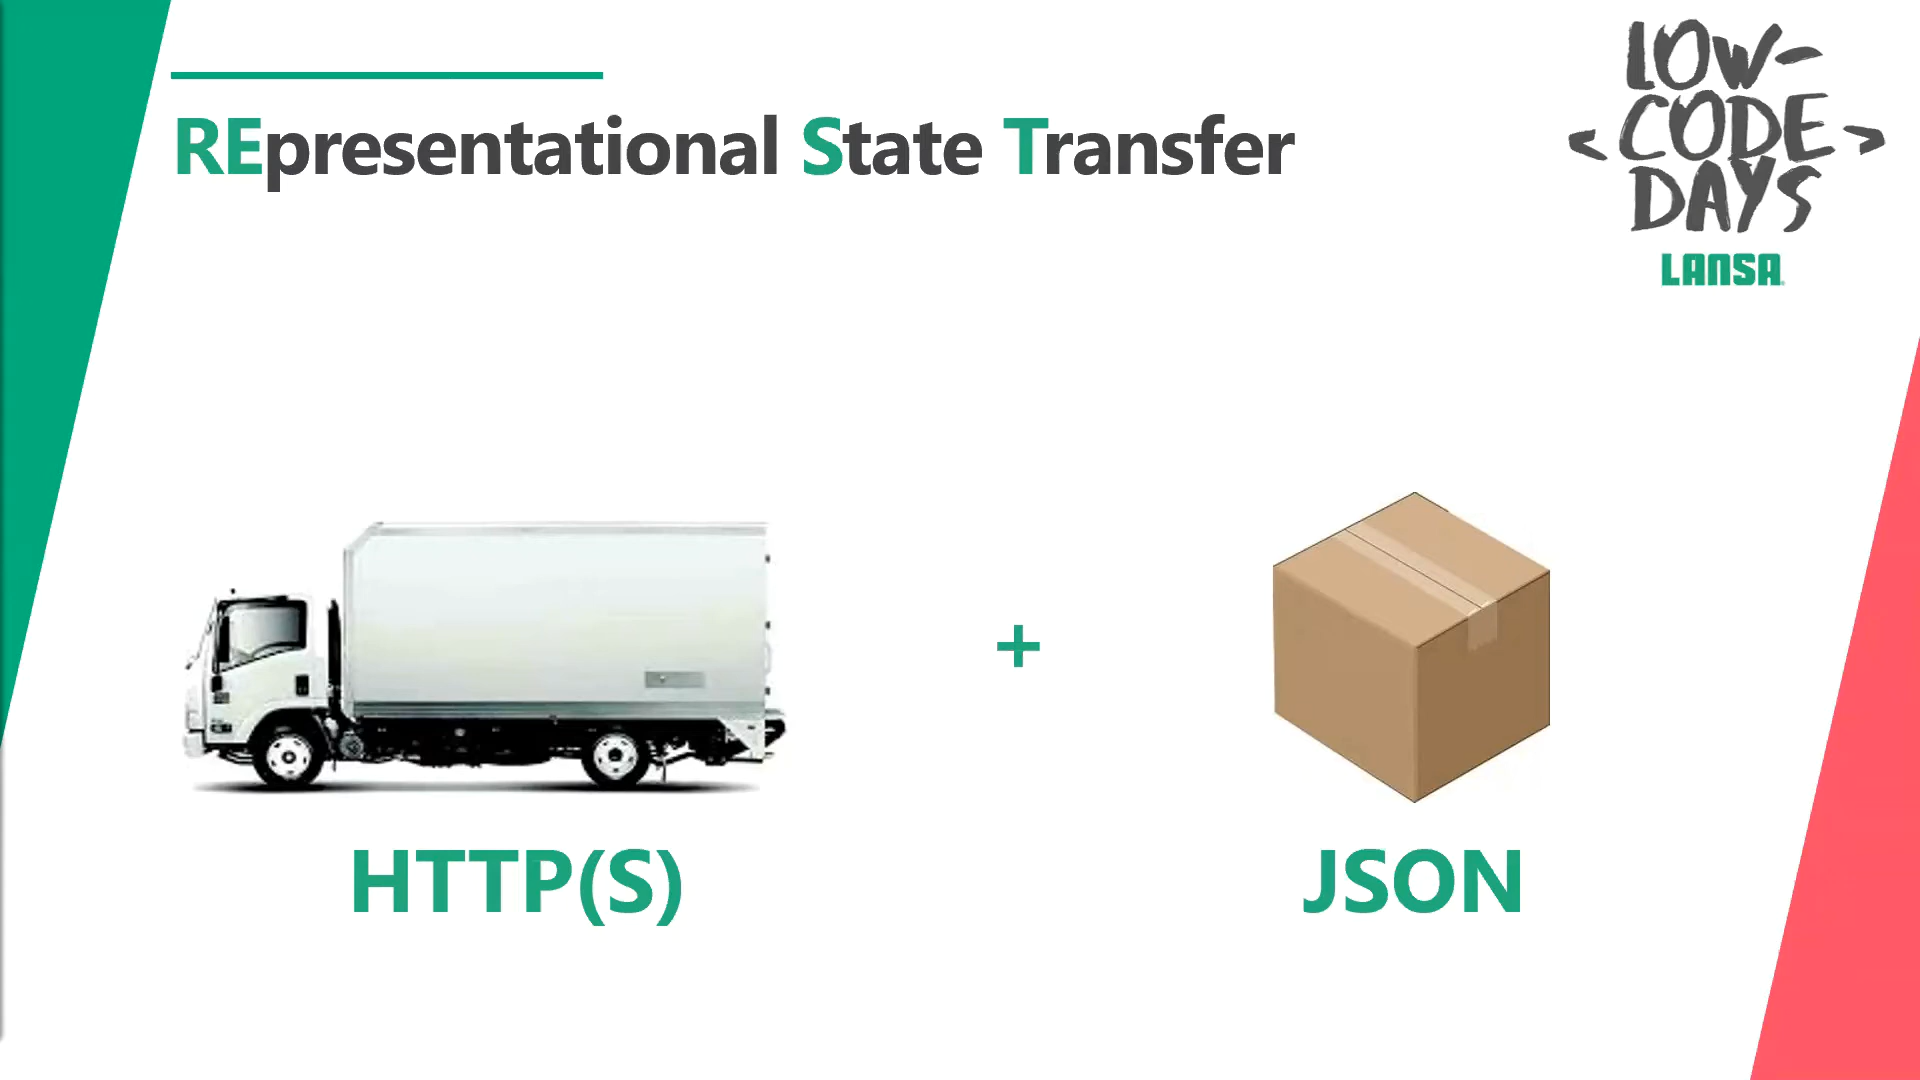 REpresentational State Transfer
LOW-
<CODE>
DAYS
LANSA
+
HTTP(S)
JSON